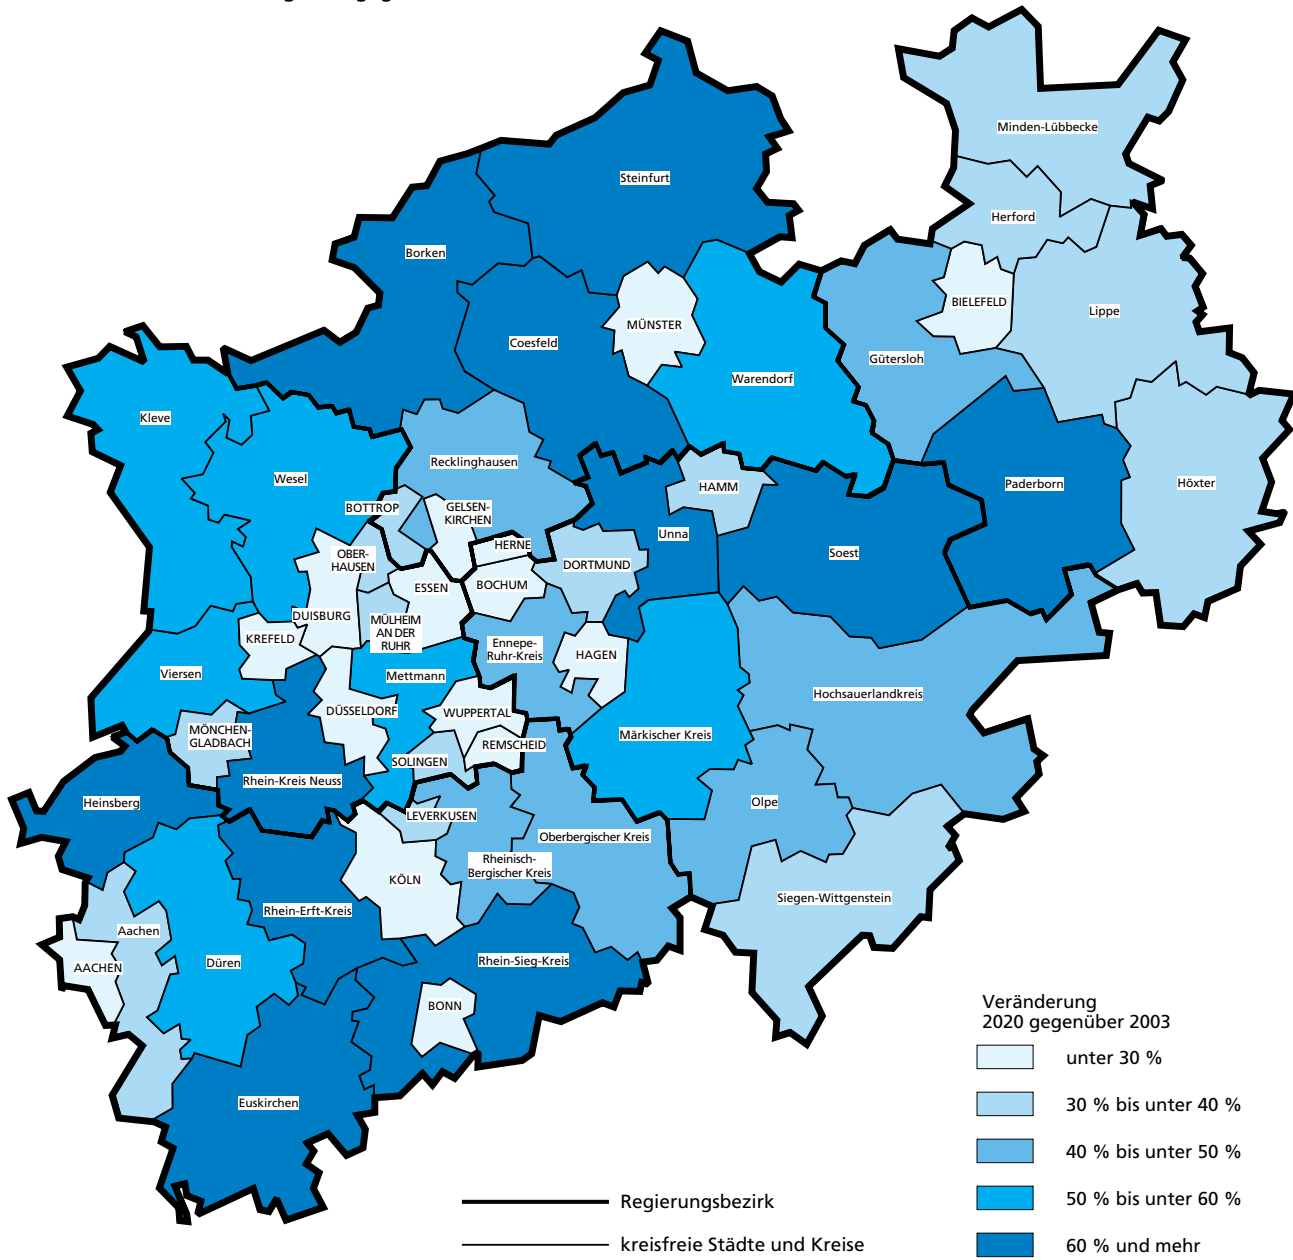 Minden-Lübbecke
Steinfurt
Herford
Borken
BIELEFELD
Lippe
MÜNSTER
Coesfeld
Gütersloh
Warendorf
Kleve
Recklinghausen
Wesel
HAMM
Paderborn
Höxter
BOTTROP
GELSEN-
KIRCHEN
Unna
HERNE
Soest
OBER-
HAUSEN
DORTMUND
ESSEN
BOCHUM
DUISBURG
MÜLHEIM
AN DER
RUHR
KREFELD
Ennepe-
Ruhr-Kreis
HAGEN
Viersen
Mettmann
Hochsauerlandkreis
DÜSSELDORF
WUPPERTAL
MÖNCHEN-
GLADBACH
Märkischer Kreis
REMSCHEID
SOLINGEN
Rhein-Kreis Neuss
Heinsberg
Olpe
LEVERKUSEN
Oberbergischer Kreis
Rheinisch-
Bergischer Kreis
KÖLN
Siegen-Wittgenstein
Rhein-Erft-Kreis
Aachen
AACHEN
Düren
Rhein-Sieg-Kreis
BONN
Euskirchen
Veränderung
2020 gegenüber 2003
unter 30 %
30 % bis unter 40 %
40 % bis unter 50 %
50 % bis unter 60 %
60 % und mehr
Regierungsbezirk
kreisfreie Städte und Kreise